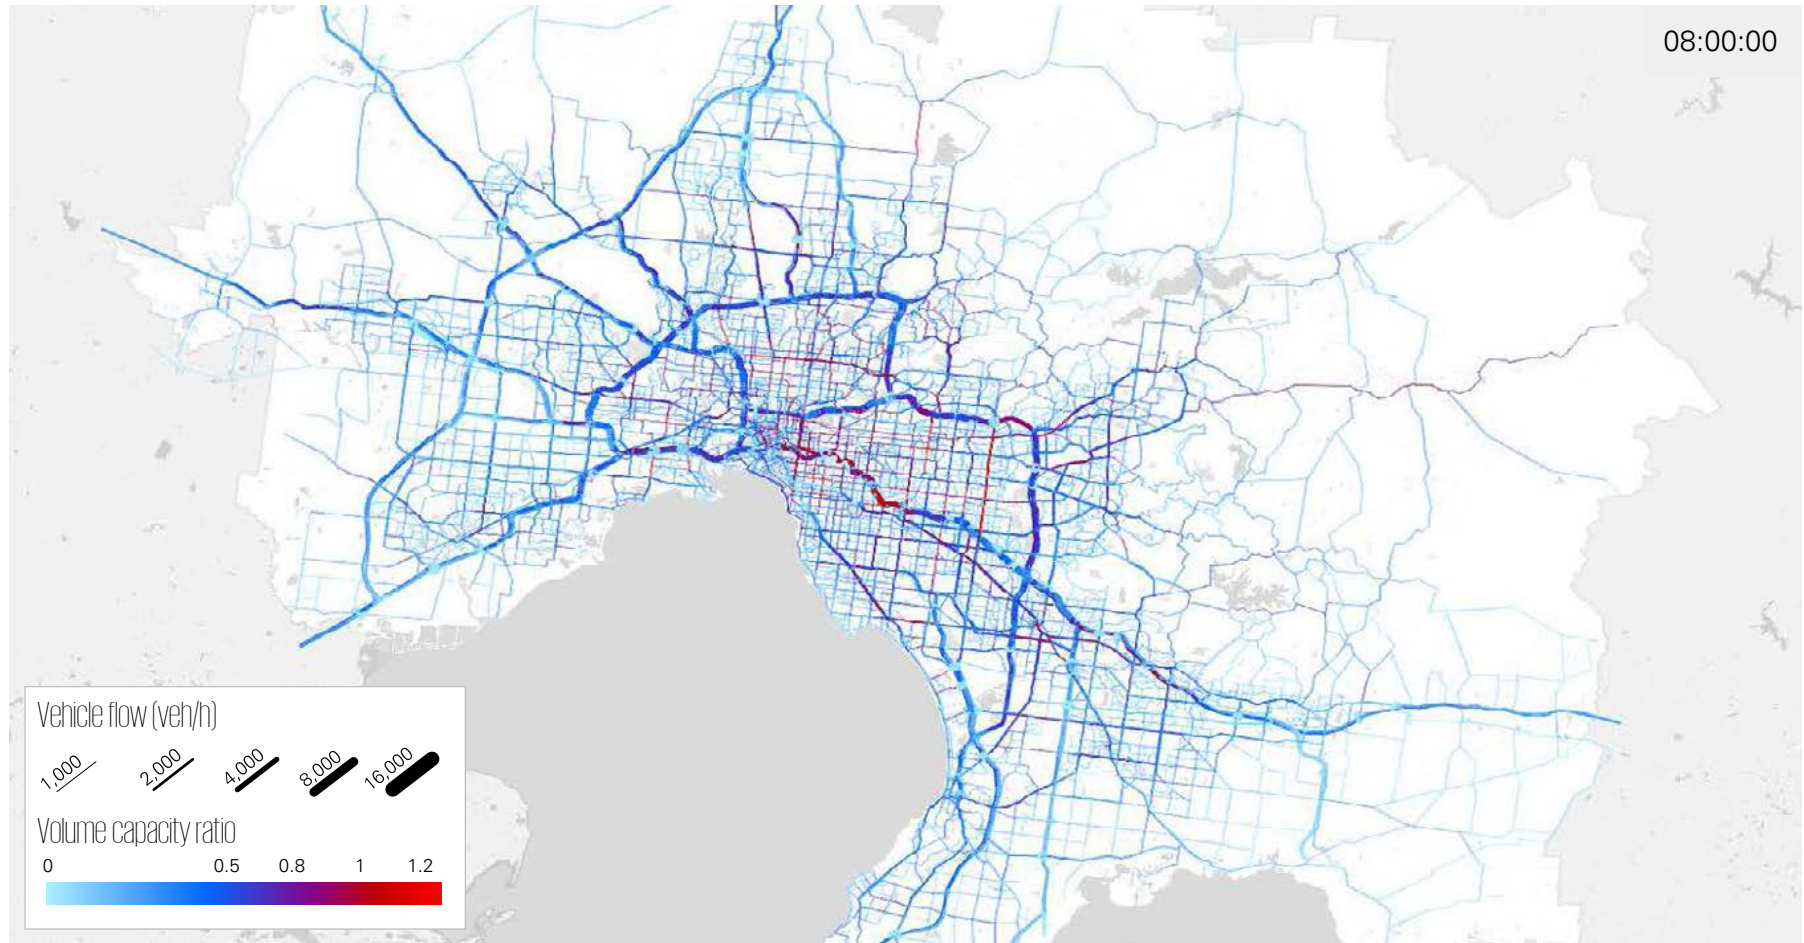 08:00:00
Vehicle flow (veh/h)
1,000 2,000 4,000 8,000 16,000
Volume capacity ratio
0 0.5 0.8 1 1.2